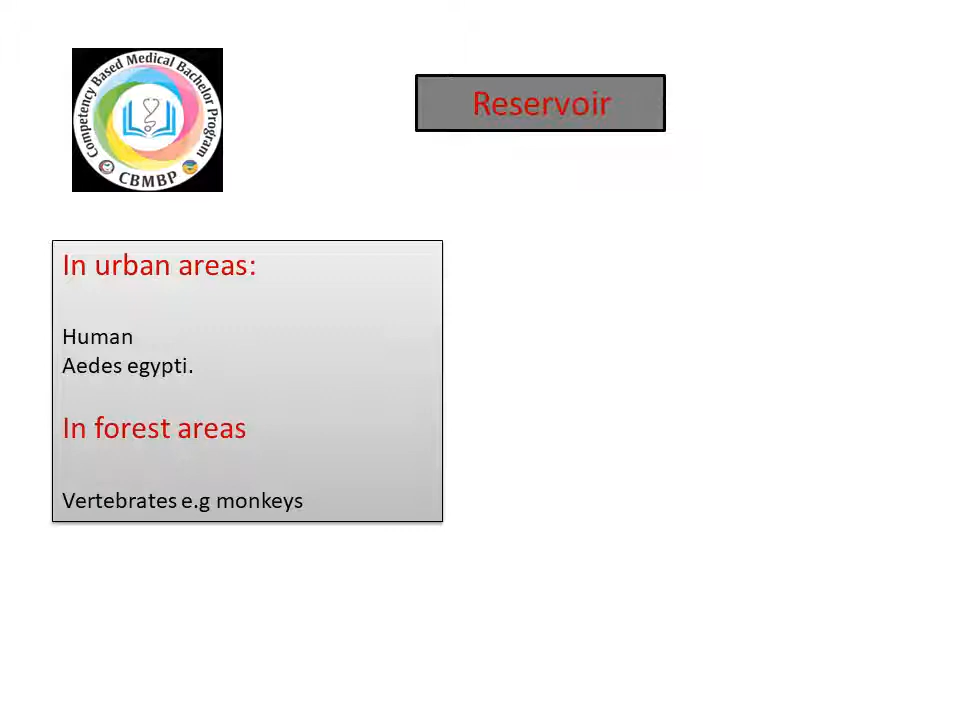 Competency Based Medical Bachelor Program
CBMBP
Reservoir
In urban areas:
Human
Aedes egypti.
In forest areas
Vertebrates e.g monkeys